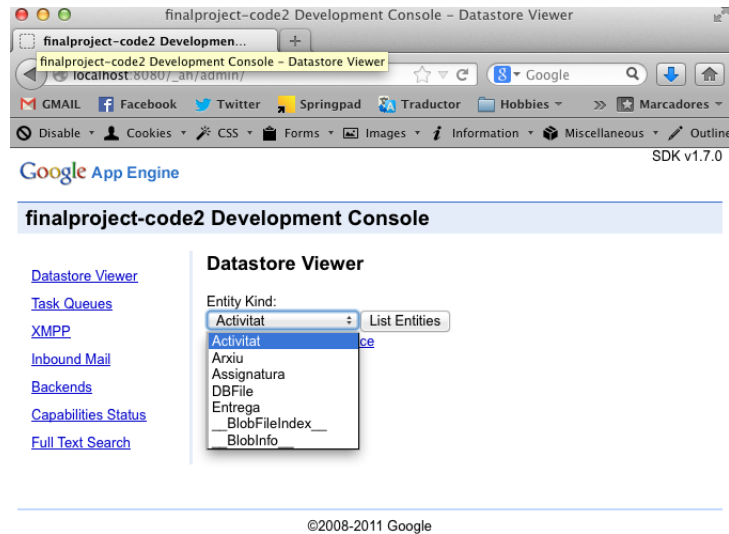 finalproject-code2 Development Console – Datastore Viewer
finalproject-code2 Developmen...
finalproject-code2 Development Console – Datastore Viewer
localhost:8080/_ah/admin/
Google
GMAIL Facebook Twitter Springpad Traductor Hobbies » Marcadores
Disable Cookies CSS Forms Images Information Miscellaneous Outline
SDK v1.7.0
Google App Engine
finalproject-code2 Development Console
Datastore Viewer
Task Queues
XMPP
Inbound Mail
Backends
Capabilities Status
Full Text Search
Datastore Viewer
Entity Kind:
Activitat List Entities
Activitat
ce
Arxiu
Assignatura
DBFile
Entrega
__BlobFileIndex__
__BlobInfo__
©2008-2011 Google